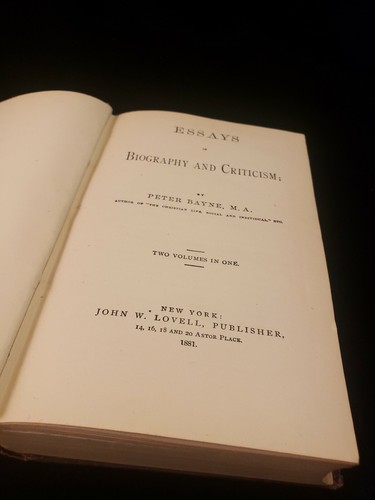 ESSAYS
IN
BIOGRAPHY AND CRITICISM,
BY
PETER BAYNE, M. A.
AUTHOR OF "THE CHRISTIAN LIFE, SOCIAL AND INDIVIDUAL," ETC.
TWO VOLUMES IN ONE.
NEW YORK:
JOHN W. LOVELL, PUBLISHER,
14, 16, 18 AND 20 ASTOR PLACE.
1881.